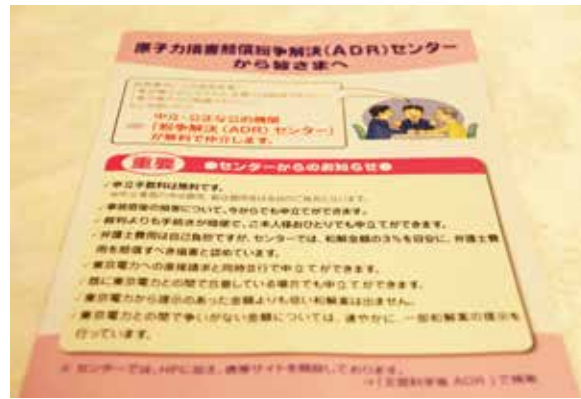 原子力損害賠償紛争解決(ADR)センター
から皆さまへ
中立・公正な公的機関
「紛争解決(ADR)センター」
が無料で仲介します。
重要
●センターからのお知らせ●
✓申立手数料は無料です。
✓事故直後の損害について、今からでも申立てができます。
✓裁判よりも手続きが簡便で、ご本人様おひとりでも申立てができます。
✓弁護士費用は自己負担ですが、センターでは、和解金額の3%を目安に、弁護士費
用を賠償すべき損害と認めています。
✓東京電力への直接請求と同時並行で申立てができます。
✓既に東京電力との間で合意している場合でも申立てができます。
✓東京電力から提示のあった金額よりも低い和解案は出ません。
✓東京電力との間で争いがない金額については、速やかに、一部和解案の提示を
行っています。
※ センターでは、HPに加え、携帯サイトを開設しております。
⇒(文部科学省 ADR)で検索